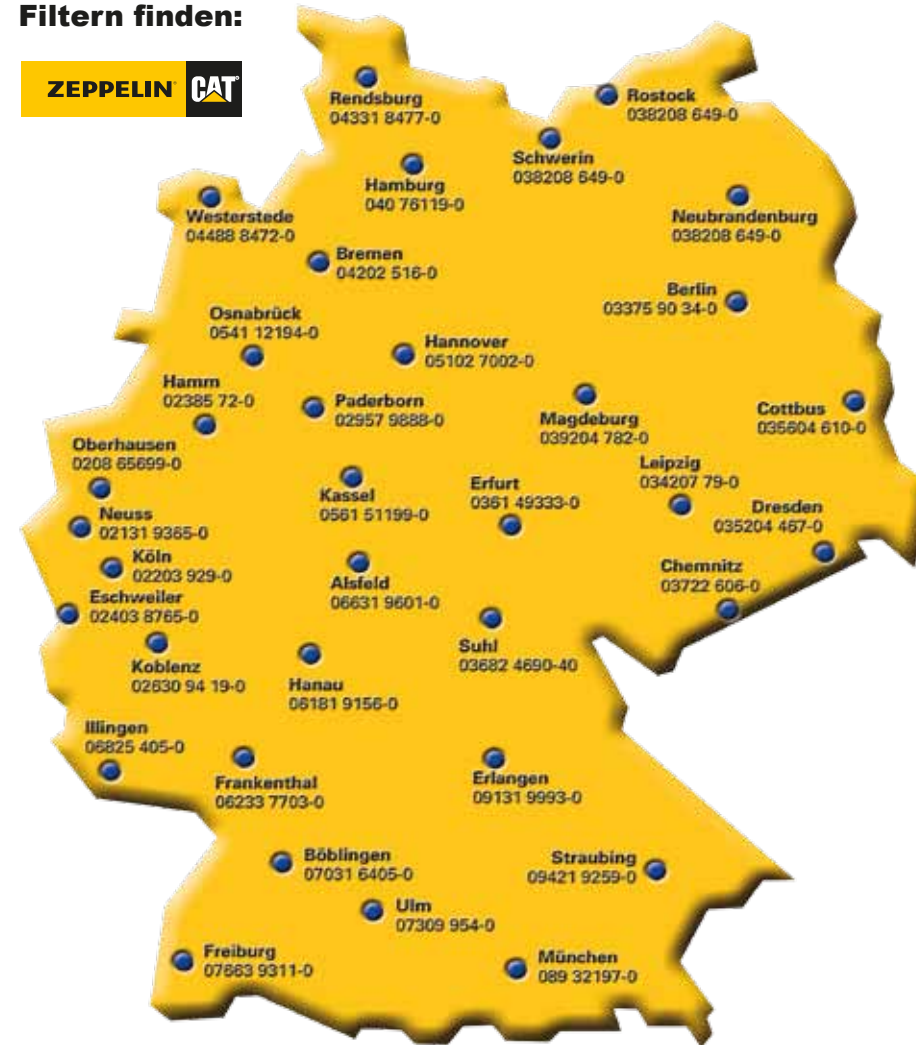 Filtern finden:
ZEPPELIN CAT
Rendsburg
04331 8477-0
Rostock
038208 649-0
Schwerin
038208 649-0
Hamburg
040 76119-0
Westerstede
04488 8472-0
Neubrandenburg
038208 649-0
Bremen
04202 516-0
Berlin
03375 90 34-0
Osnabrück
0541 12194-0
Hannover
05102 7002-0
Hamm
02385 72-0
Paderborn
02957 9888-0
Magdeburg
039204 782-0
Cottbus
035604 610-0
Oberhausen
0208 65699-0
Kassel
0561 51199-0
Erfurt
0361 49333-0
Leipzig
034207 79-0
Neuss
02131 9365-0
Dresden
035204 467-0
Köln
02203 929-0
Alsfeld
06631 9601-0
Chemnitz
03722 606-0
Eschweiler
02403 8765-0
Suhl
03682 4690-40
Koblenz
02630 94 19-0
Hanau
06181 9156-0
Illingen
06825 405-0
Frankenthal
06233 7703-0
Erlangen
09131 9993-0
Böblingen
07031 6405-0
Straubing
09421 9259-0
Ulm
07309 954-0
Freiburg
07663 9311-0
München
089 32197-0